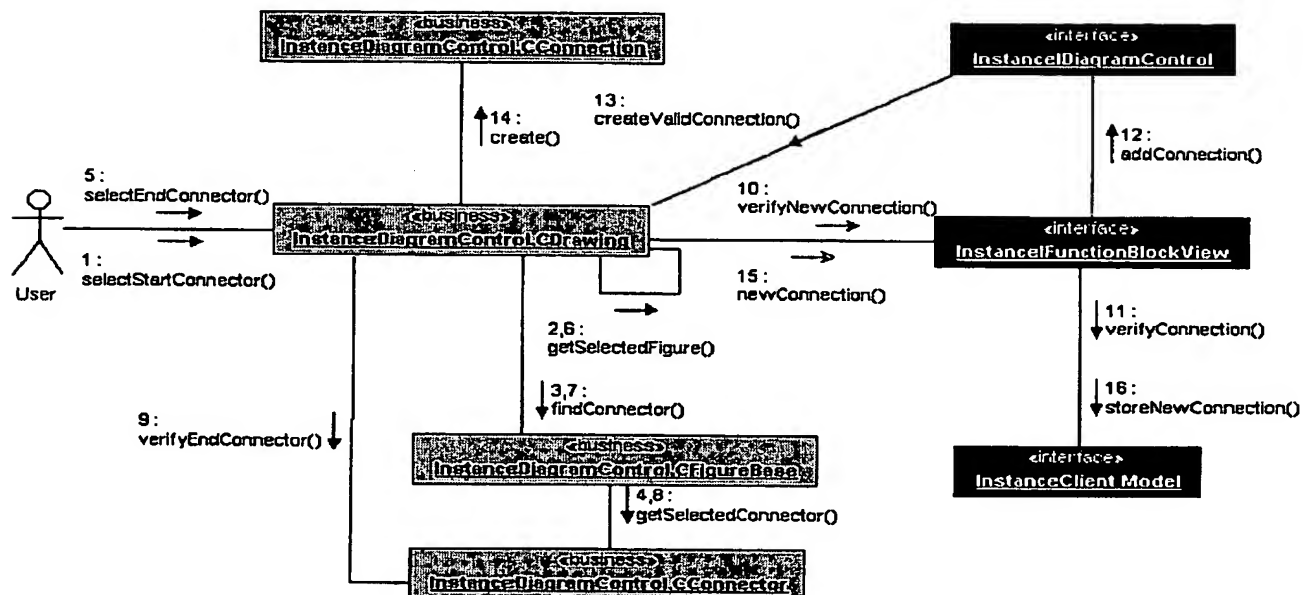 «business»
InstanceDiagramControl.CConnection
«interface»
InstanceIDiagramControl
13 :
createValidConnection()
14 :
create()
12 :
addConnection()
5 :
selectEndConnector()
10 :
verifyNewConnection()
«business»
InstanceDiagramControl.CDrawing
«interface»
InstanceIFunctionBlockView
1 :
selectStartConnector()
User
15 :
newConnection()
11 :
verifyConnection()
2,6 :
getSelectedFigure()
3,7 :
findConnector()
16 :
storeNewConnection()
9 :
verifyEndConnector()
«business»
InstanceDiagramControl.CFigureBase
«interface»
InstanceClient Model
4,8 :
getSelectedConnector()
«business»
InstanceDiagramControl.CConnector